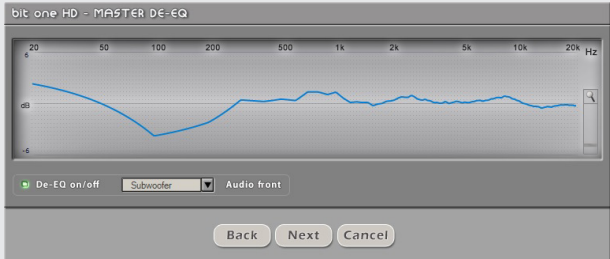 bit one HD - MASTER DE-EQ
20 50 100 200 500 1k 2k 5k 10k 20k Hz
6
dB
-6
De-EQ on/off Subwoofer Audio front
Back Next Cancel